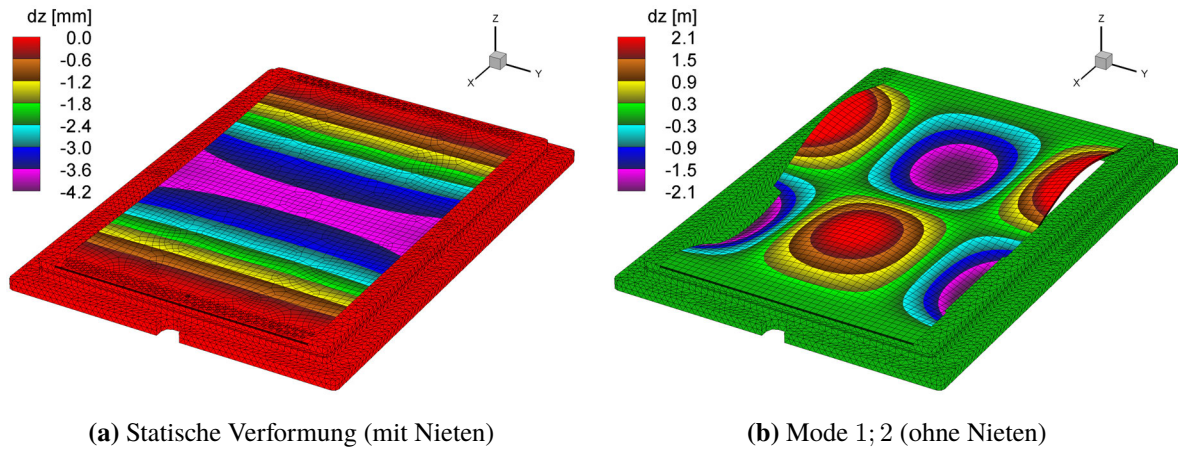 dz [mm]
0.0
-0.6
-1.2
-1.8
-2.4
-3.0
-3.6
-4.2
Z
X
Y
dz [m]
2.1
1.5
0.9
0.3
-0.3
-0.9
-1.5
-2.1
Z
X
Y
(a) Statische Verformung (mit Nieten)
(b) Mode 1; 2 (ohne Nieten)